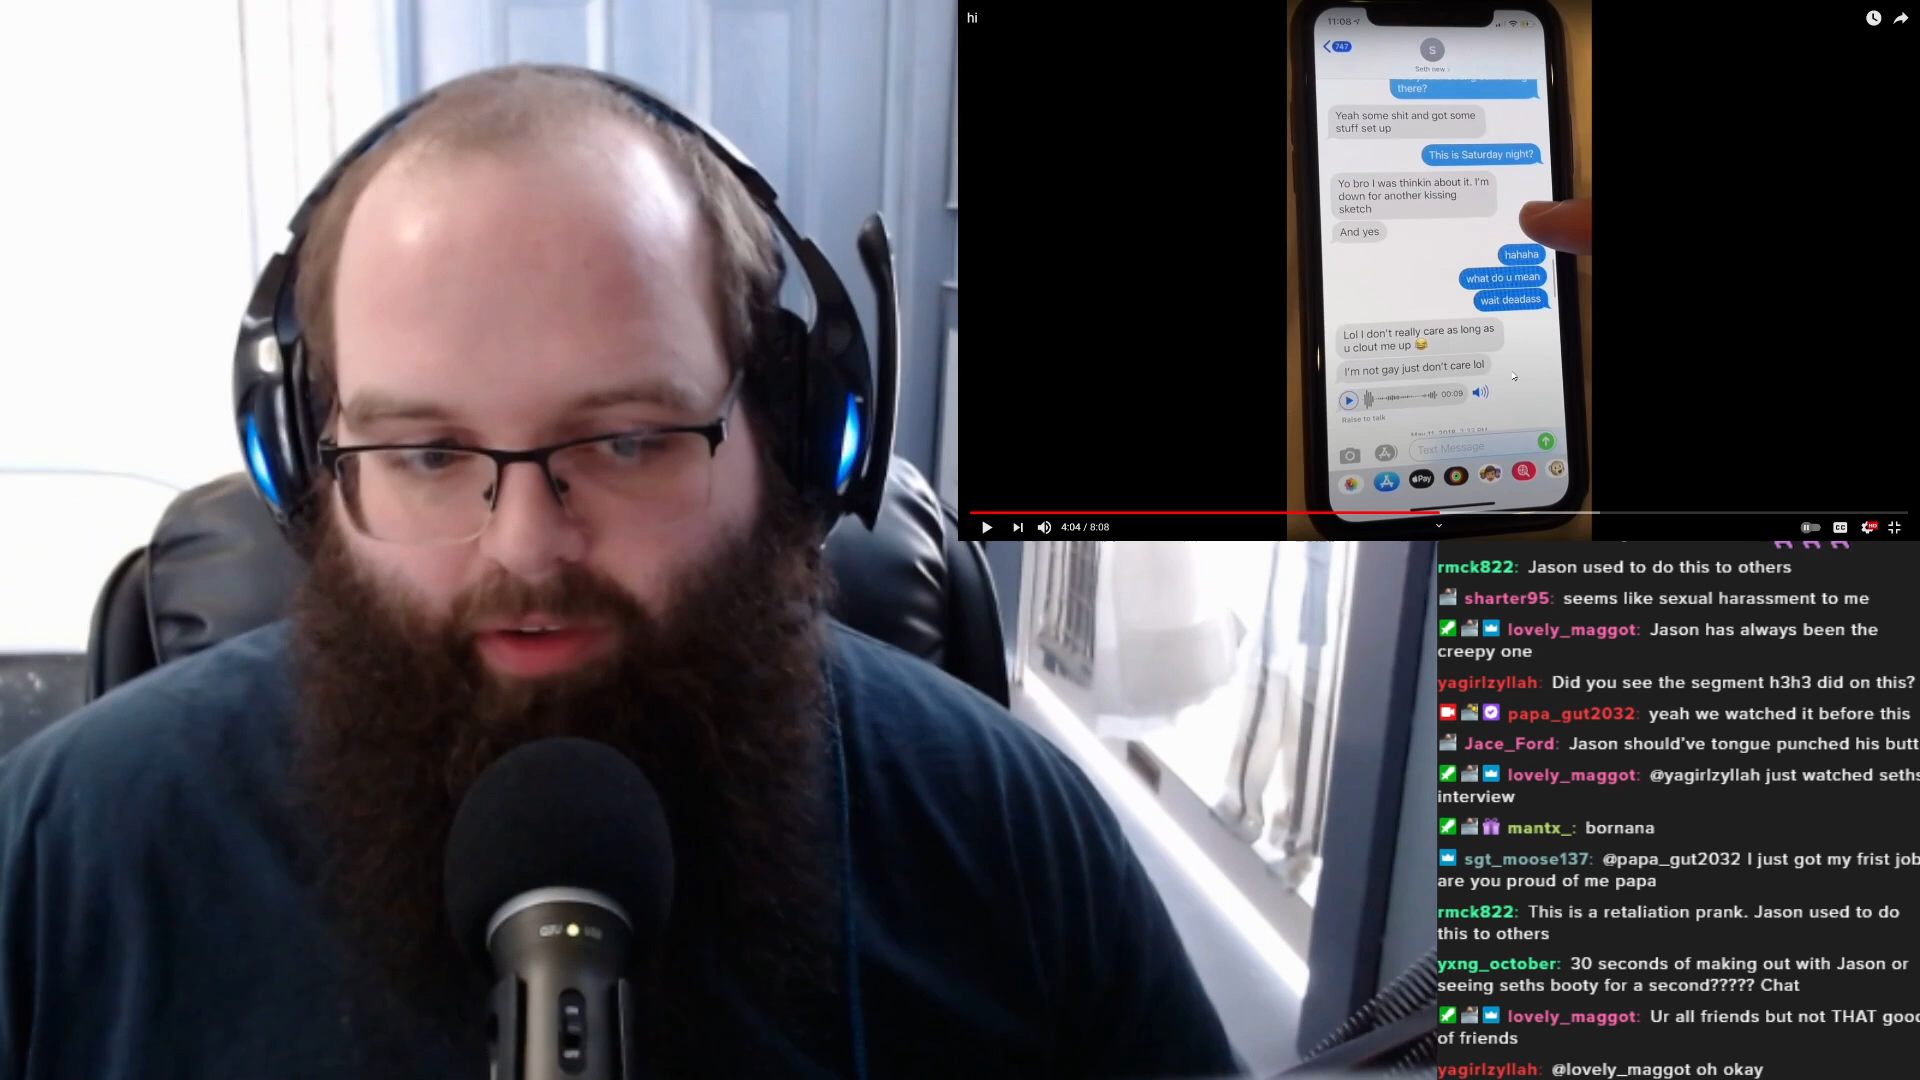 hi
11:08
747
S
Seth new
there?
Yeah some shit and got some
stuff set up
This is Saturday night?
Yo bro I was thinkin about it. I'm
down for another kissing
sketch
And yes
hahaha
what do u mean
wait deadass
Lol I don't really care as long as
u clout me up 😂
I'm not gay just don't care lol
00:09
Raise to talk
Text Message
Pay
4:04 / 8:08
CC
HD
rmck822: Jason used to do this to others
sharter95: seems like sexual harassment to me
lovely_maggot: Jason has always been the
creepy one
yagirlzyllah: Did you see the segment h3h3 did on this?
papa_gut2032: yeah we watched it before this
Jace_Ford: Jason should've tongue punched his butt
lovely_maggot: @yagirlzyllah just watched seths
interview
mantx_: bornana
sgt_moose137: @papa_gut2032 I just got my frist job
are you proud of me papa
rmck822: This is a retaliation prank. Jason used to do
this to others
yxng_october: 30 seconds of making out with Jason or
seeing seths booty for a second????? Chat
lovely_maggot: Ur all friends but not THAT good
of friends
yagirlzyllah: @lovely_maggot oh okay